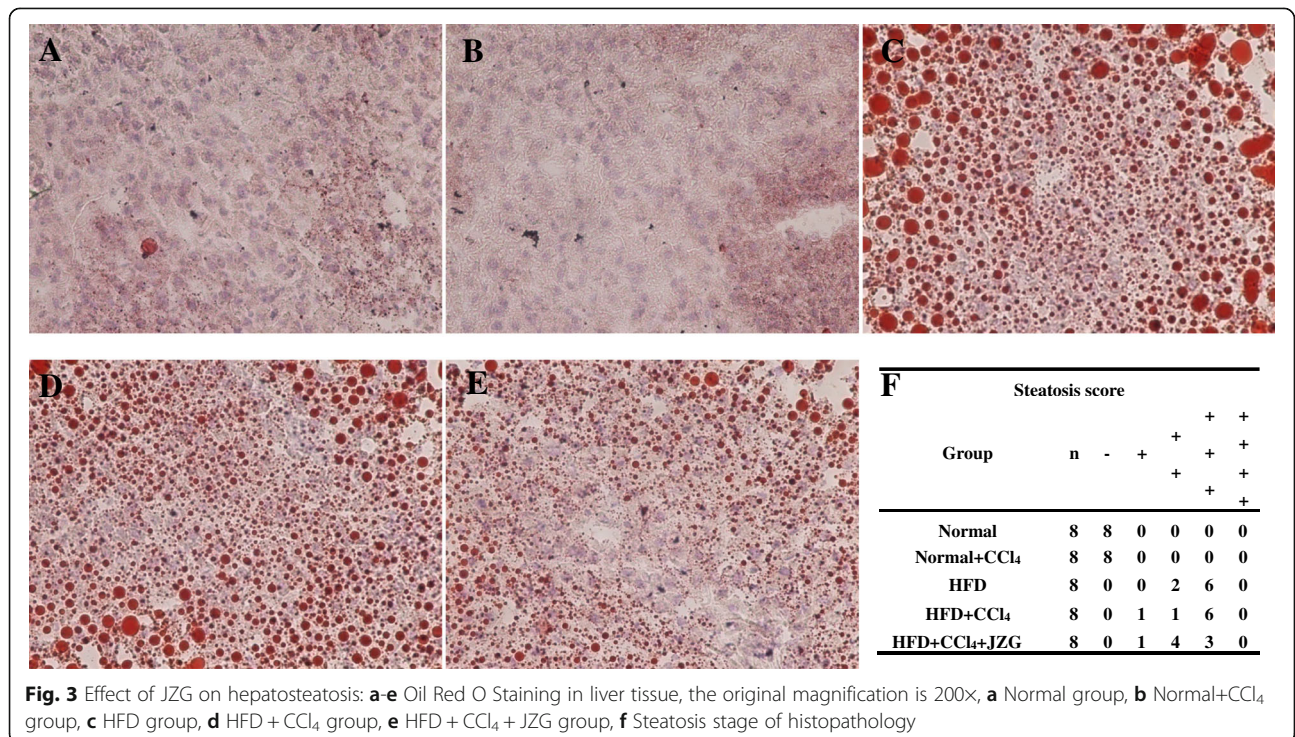 A
B
C
D
E
F
Steatosis score
Group n - + ++ +++ ++++
Normal 8 8 0 0 0 0
Normal+CCl₄ 8 8 0 0 0 0
HFD 8 0 0 2 6 0
HFD+CCl₄ 8 0 1 1 6 0
HFD+CCl₄+JZG 8 0 1 4 3 0
Fig. 3 Effect of JZG on hepatosteatosis: a-e Oil Red O Staining in liver tissue, the original magnification is 200×, a Normal group, b Normal+CCl₄
group, c HFD group, d HFD + CCl₄ group, e HFD + CCl₄ + JZG group, f Steatosis stage of histopathology